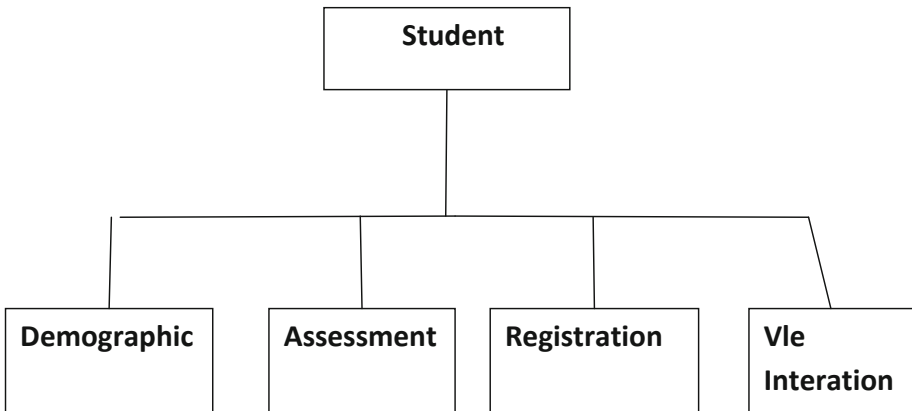 Student
Demographic
Assessment
Registration
Vle
Interation